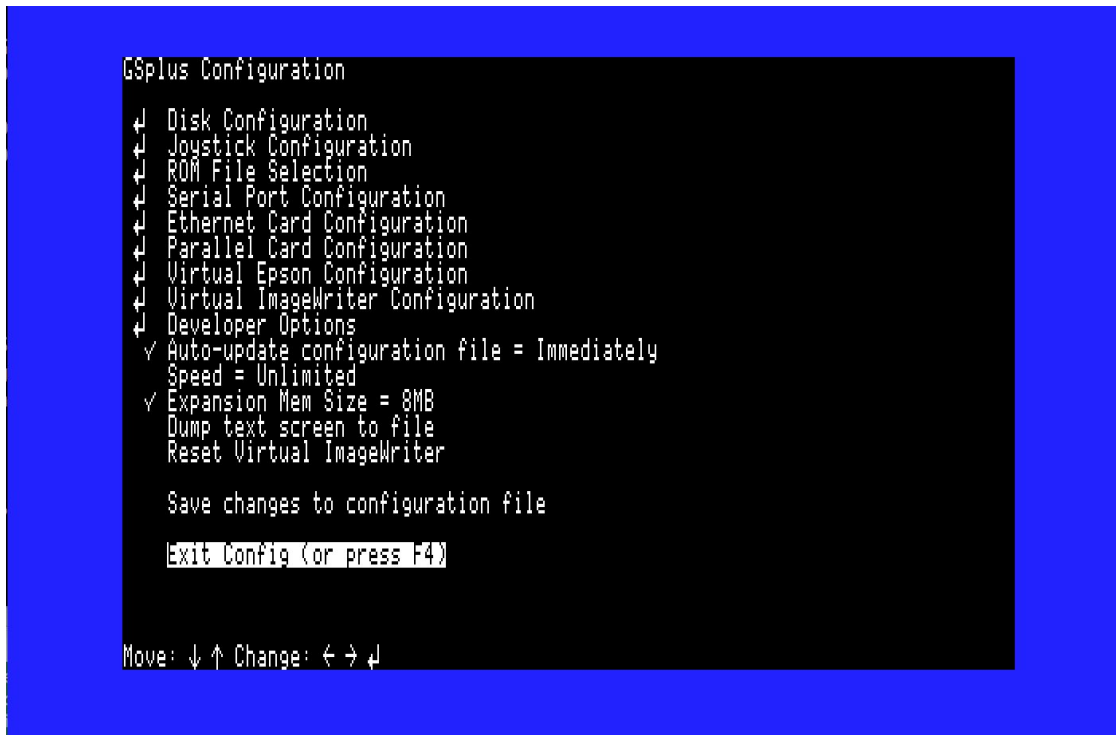 GSplus Configuration
↲ Disk Configuration
↲ Joystick Configuration
↲ ROM File Selection
↲ Serial Port Configuration
↲ Ethernet Card Configuration
↲ Parallel Card Configuration
↲ Virtual Epson Configuration
↲ Virtual ImageWriter Configuration
↲ Developer Options
✓ Auto-update configuration file = Immediately
Speed = Unlimited
✓ Expansion Mem Size = 8MB
Dump text screen to file
Reset Virtual ImageWriter
Save changes to configuration file
Exit Config (or press F4)
Move: ↓ ↑ Change: ← → ↲